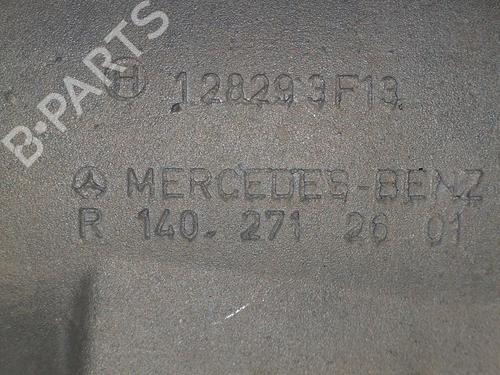 B-PARTS
H 128293F13
MERCEDES-BENZ
R 140 271 26 01